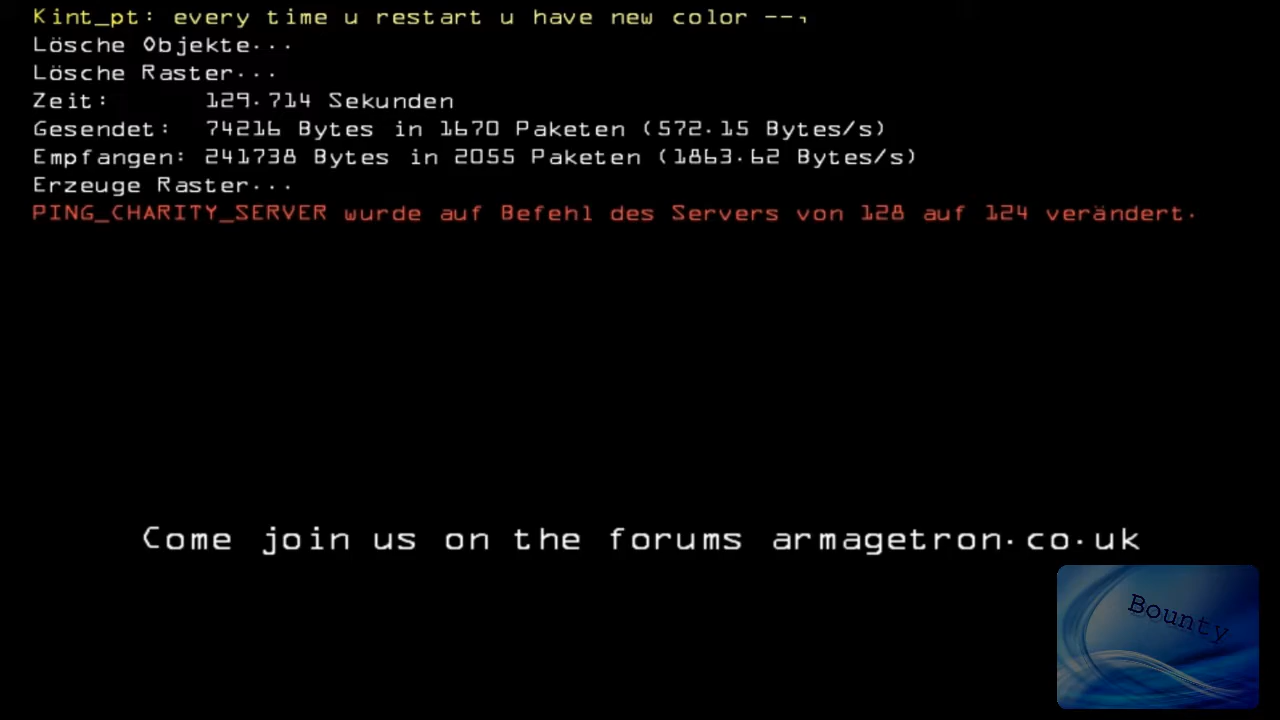 Kint_pt: every time u restart u have new color --,
Lösche Objekte...
Lösche Raster...
Zeit: 129.714 Sekunden
Gesendet: 74216 Bytes in 1670 Paketen (572.15 Bytes/s)
Empfangen: 241738 Bytes in 2055 Paketen (1863.62 Bytes/s)
Erzeuge Raster...
PING_CHARITY_SERVER wurde auf Befehl des Servers von 128 auf 124 verändert.
Come join us on the forums armagetron.co.uk
Bounty